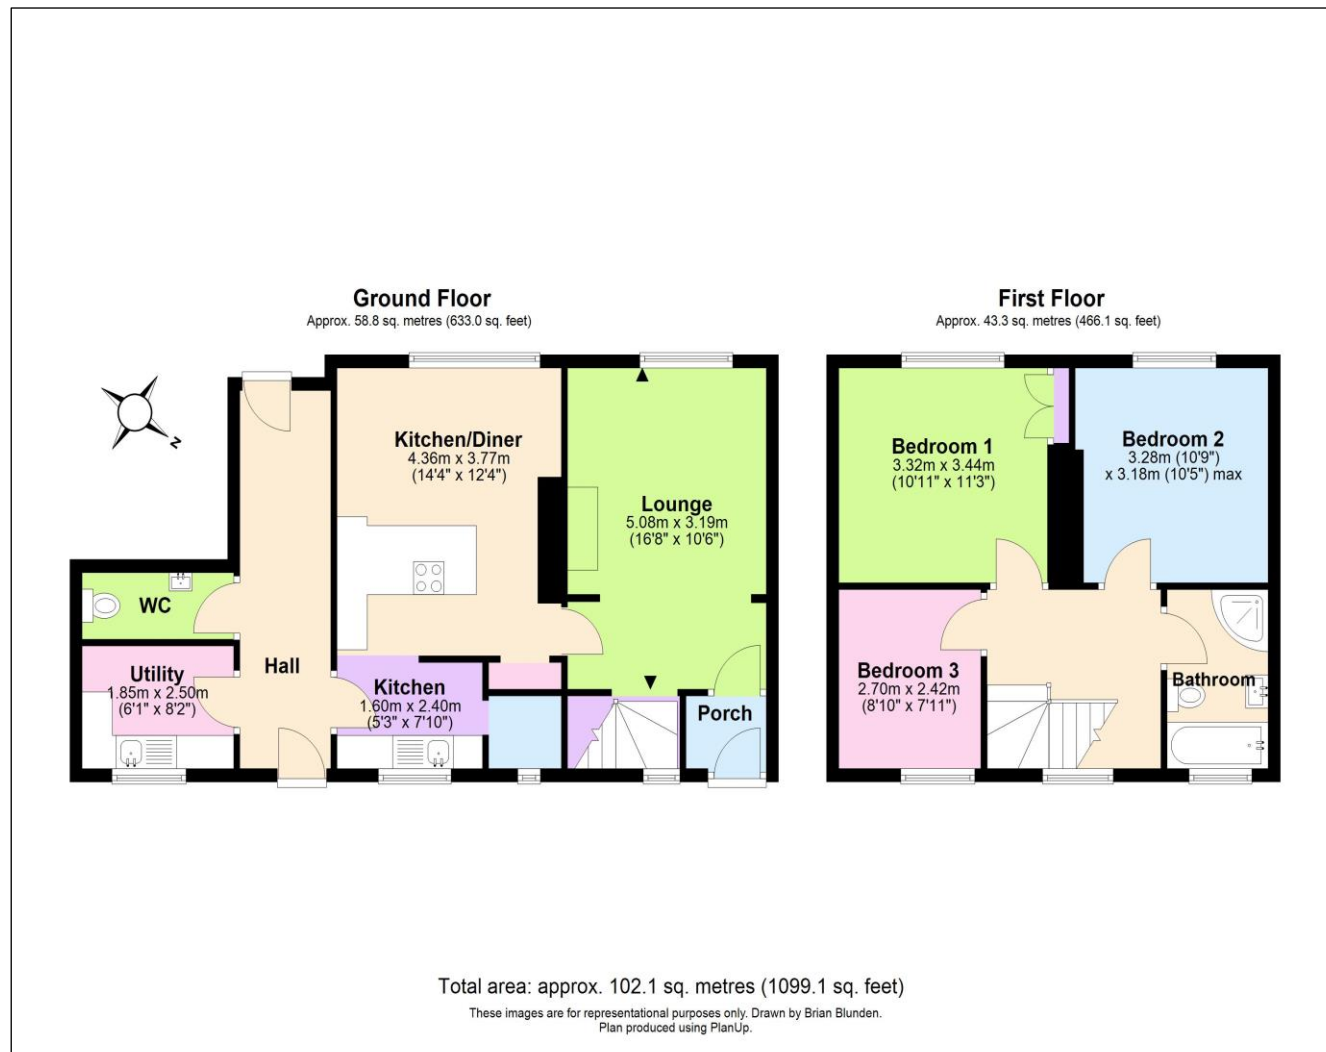 Ground Floor
Approx. 58.8 sq. metres (633.0 sq. feet)
First Floor
Approx. 43.3 sq. metres (466.1 sq. feet)
N
Kitchen/Diner
4.36m x 3.77m
(14'4" x 12'4")
Lounge
5.08m x 3.19m
(16'8" x 10'6")
WC
Hall
Utility
1.85m x 2.50m
(6'1" x 8'2")
Kitchen
1.60m x 2.40m
(5'3" x 7'10")
Porch
Bedroom 1
3.32m x 3.44m
(10'11" x 11'3")
Bedroom 2
3.28m (10'9")
x 3.18m (10'5") max
Bedroom 3
2.70m x 2.42m
(8'10" x 7'11")
Bathroom
Total area: approx. 102.1 sq. metres (1099.1 sq. feet)
These images are for representational purposes only. Drawn by Brian Blunden.
Plan produced using PlanUp.